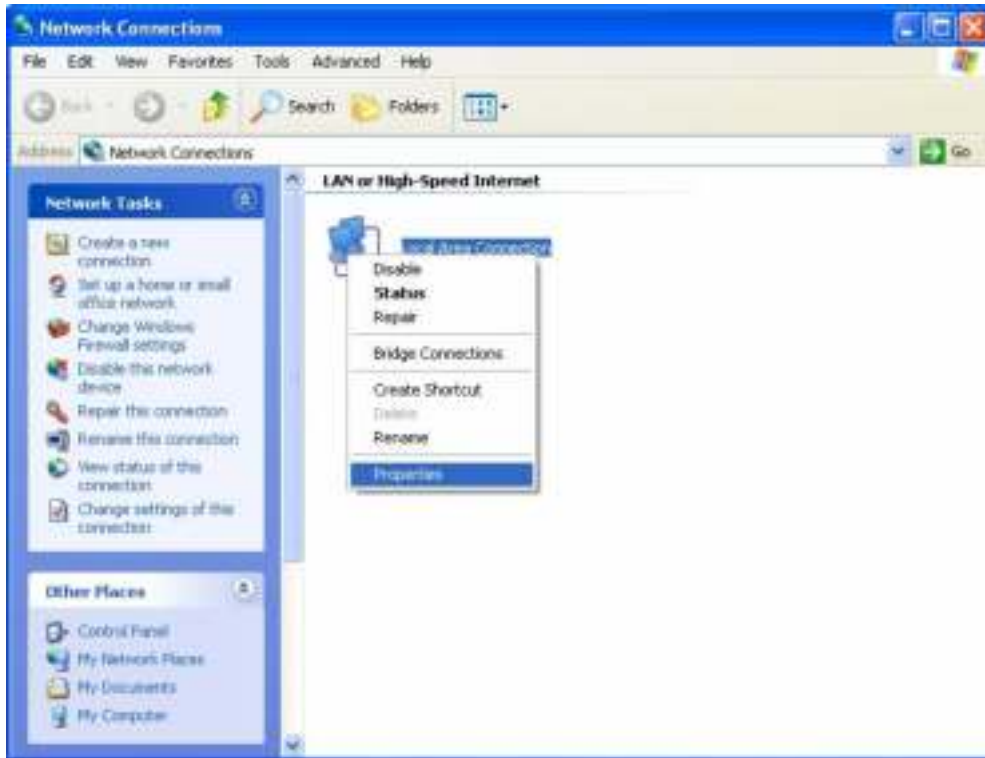 Network Connections
File Edit View Favorites Tools Advanced Help
Back Search Folders
Address Network Connections Go
Network Tasks
Create a new
connection
Set up a home or small
office network
Change Windows
Firewall settings
Disable this network
device
Repair this connection
Rename this connection
View status of this
connection
Change settings of this
connection
Other Places
Control Panel
My Network Places
My Documents
My Computer
LAN or High-Speed Internet
Local Area Connection
Disable
Status
Repair
Bridge Connections
Create Shortcut
Delete
Rename
Properties